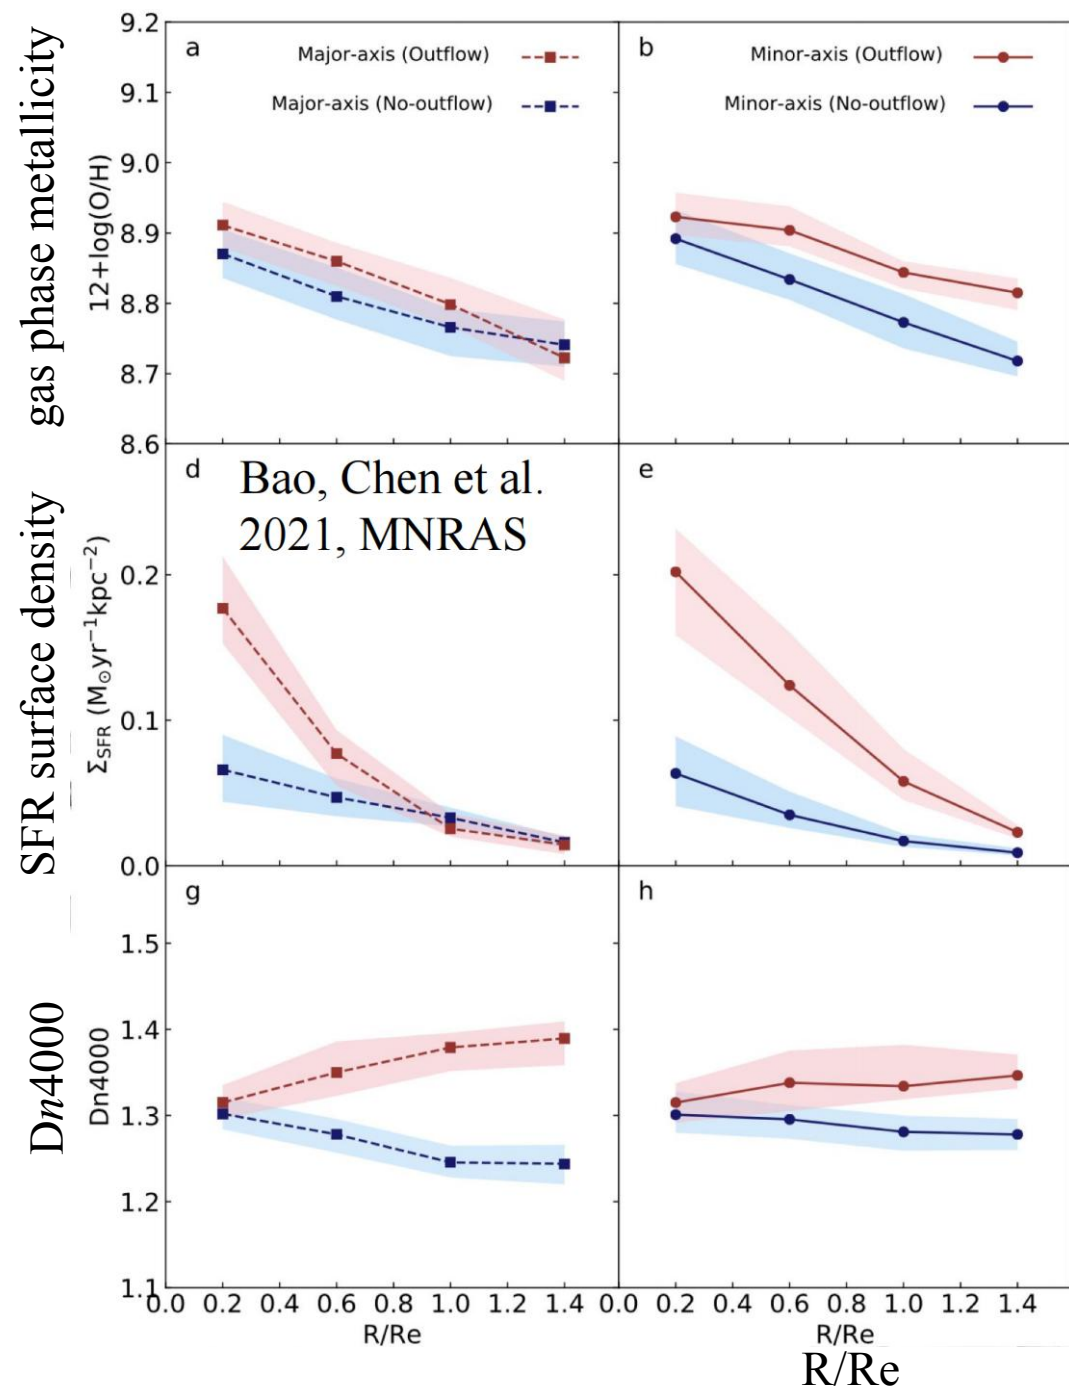 gas phase metallicity
12+log(O/H)
9.2
9.1
9.0
8.9
8.8
8.7
8.6
a
Major-axis (Outflow)
Major-axis (No-outflow)
b
Minor-axis (Outflow)
Minor-axis (No-outflow)
SFR surface density
Σ_SFR (M_⊙yr⁻¹kpc⁻²)
0.2
0.1
0.0
d
Bao, Chen et al.
2021, MNRAS
e
Dn4000
Dn4000
1.5
1.4
1.3
1.2
1.1
g
h
0.0 0.2 0.4 0.6 0.8 1.0 1.2 1.4
0.0 0.2 0.4 0.6 0.8 1.0 1.2 1.4
R/Re
R/Re
R/Re